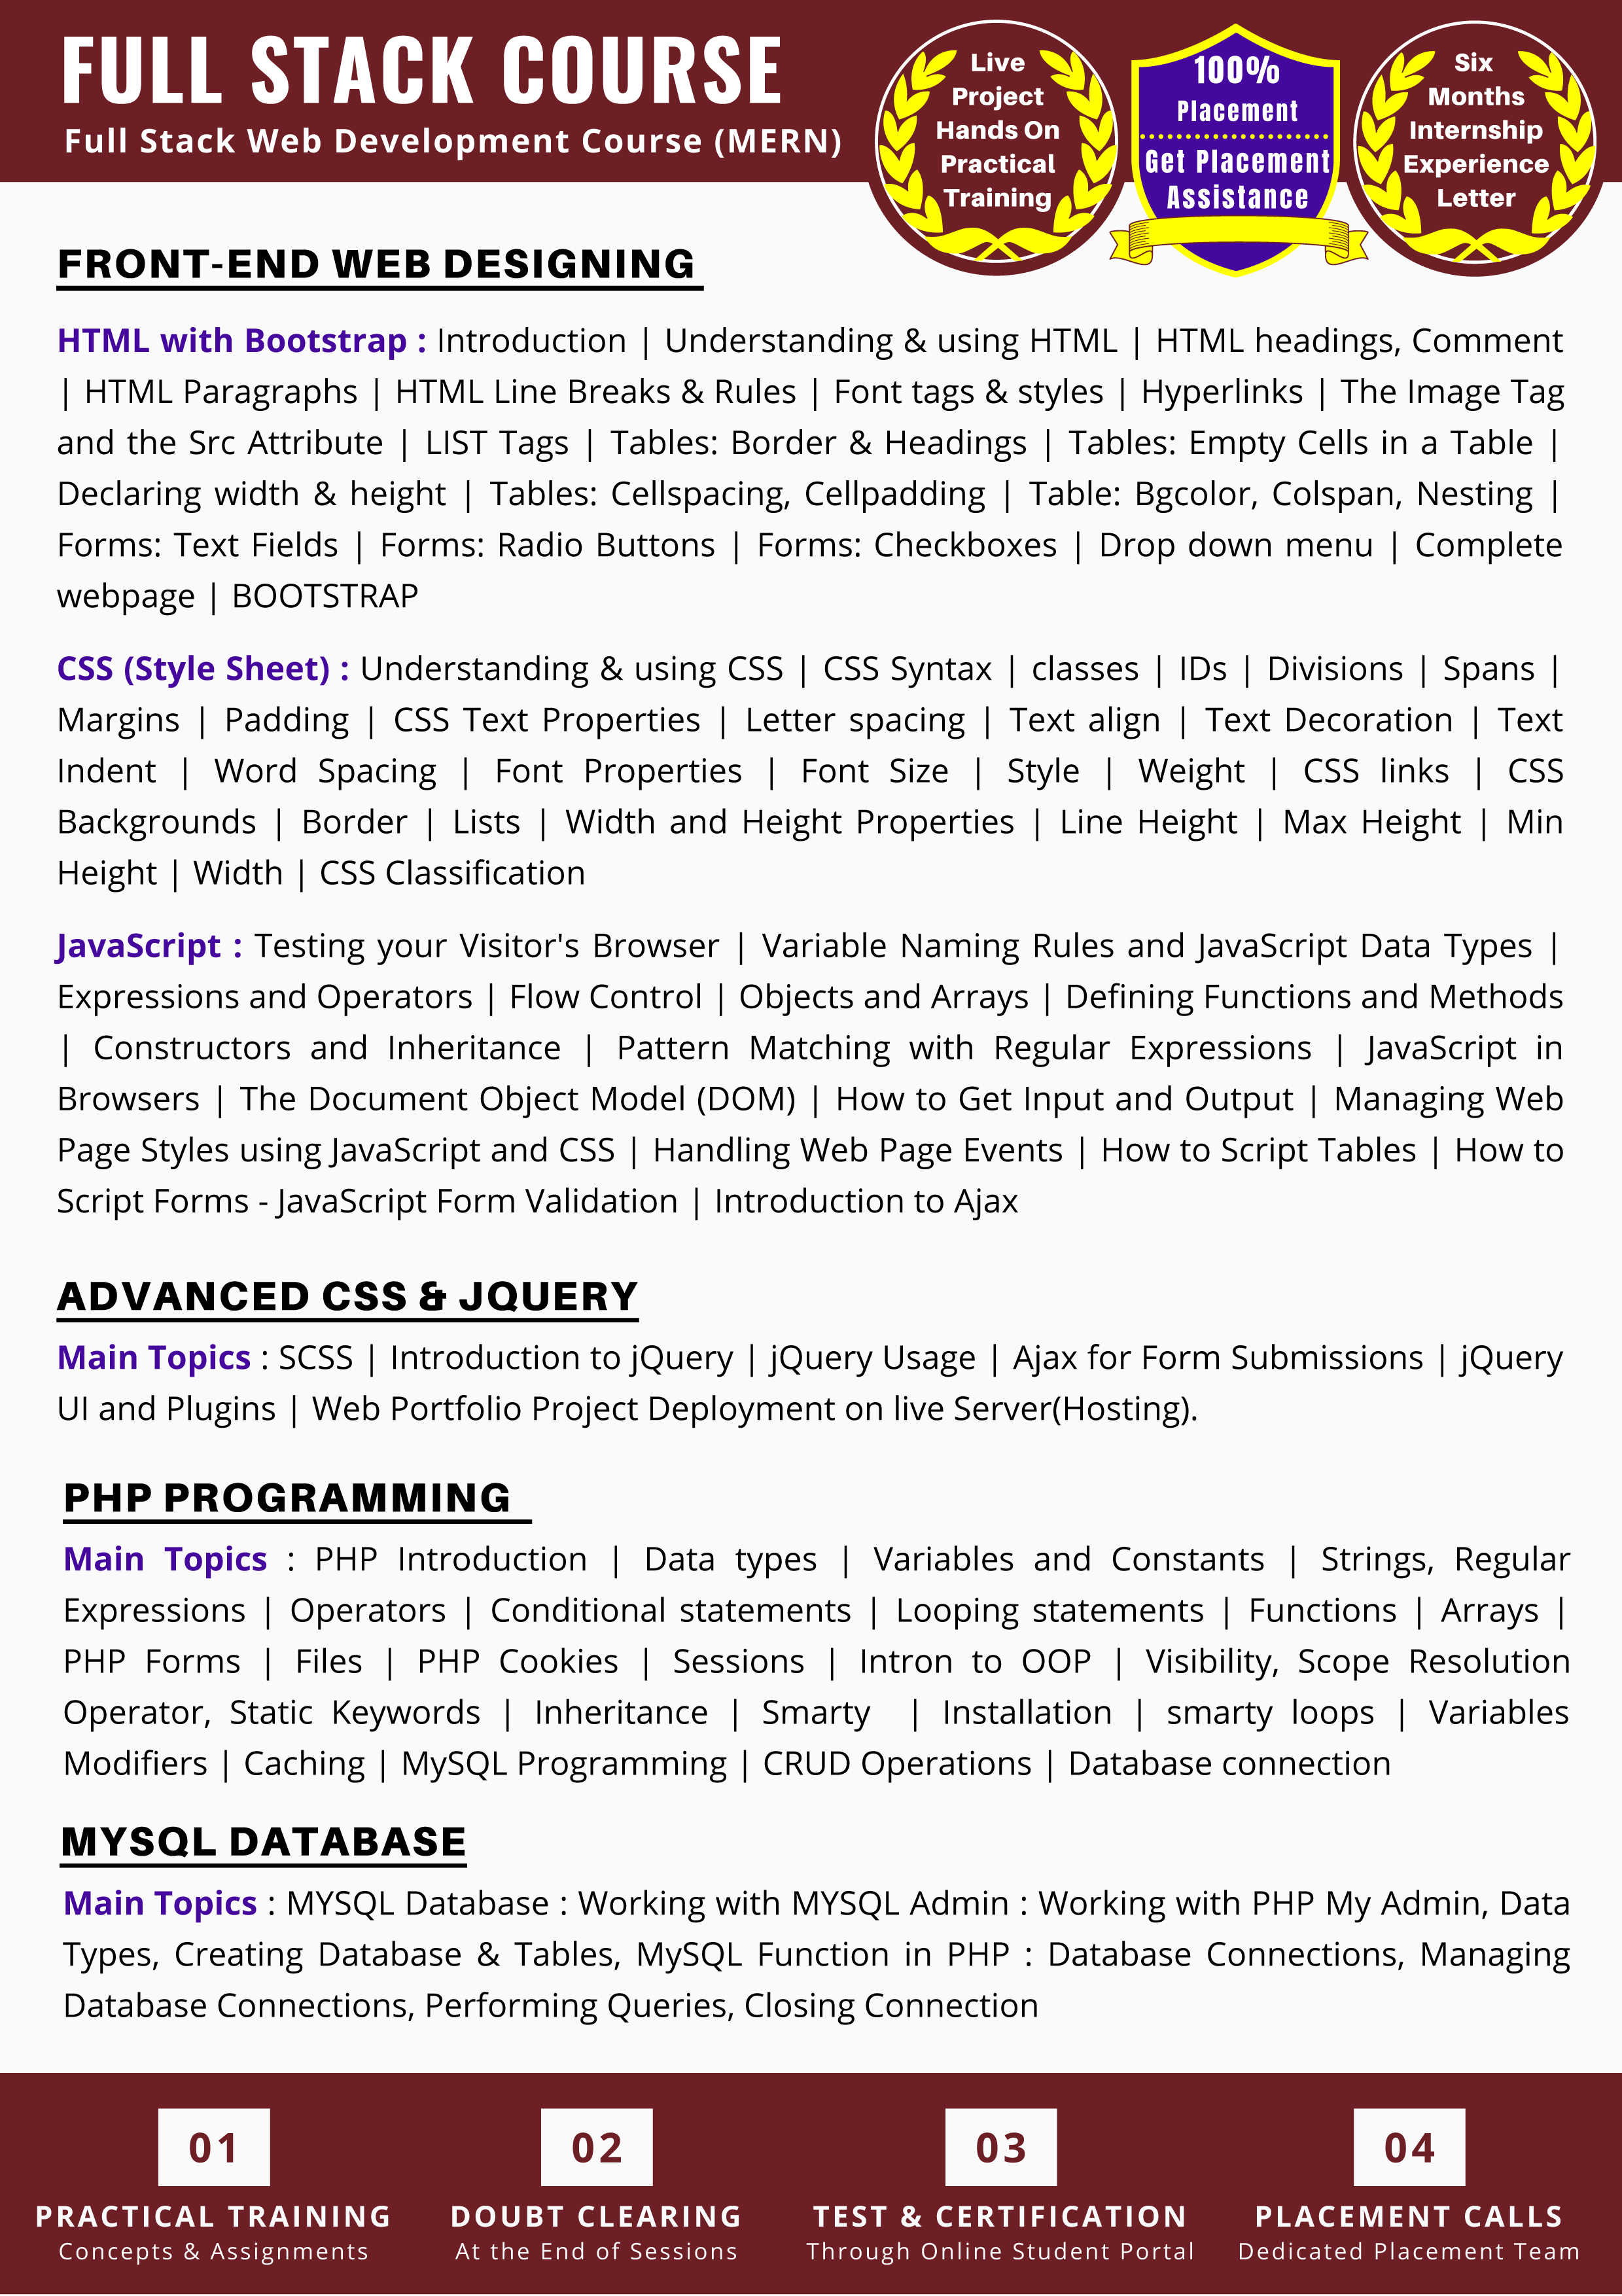 FULL STACK COURSE
Full Stack Web Development Course (MERN)
Live
Project
Hands On
Practical
Training
100%
Placement
Get Placement
Assistance
Six
Months
Internship
Experience
Letter
FRONT-END WEB DESIGNING
HTML with Bootstrap : Introduction | Understanding & using HTML | HTML headings, Comment
| HTML Paragraphs | HTML Line Breaks & Rules | Font tags & styles | Hyperlinks | The Image Tag
and the Src Attribute | LIST Tags | Tables: Border & Headings | Tables: Empty Cells in a Table |
Declaring width & height | Tables: Cellspacing, Cellpadding | Table: Bgcolor, Colspan, Nesting |
Forms: Text Fields | Forms: Radio Buttons | Forms: Checkboxes | Drop down menu | Complete
webpage | BOOTSTRAP
CSS (Style Sheet) : Understanding & using CSS | CSS Syntax | classes | IDs | Divisions | Spans |
Margins | Padding | CSS Text Properties | Letter spacing | Text align | Text Decoration | Text
Indent | Word Spacing | Font Properties | Font Size | Style | Weight | CSS links | CSS
Backgrounds | Border | Lists | Width and Height Properties | Line Height | Max Height | Min
Height | Width | CSS Classification
JavaScript : Testing your Visitor's Browser | Variable Naming Rules and JavaScript Data Types |
Expressions and Operators | Flow Control | Objects and Arrays | Defining Functions and Methods
| Constructors and Inheritance | Pattern Matching with Regular Expressions | JavaScript in
Browsers | The Document Object Model (DOM) | How to Get Input and Output | Managing Web
Page Styles using JavaScript and CSS | Handling Web Page Events | How to Script Tables | How to
Script Forms - JavaScript Form Validation | Introduction to Ajax
ADVANCED CSS & JQUERY
Main Topics : SCSS | Introduction to jQuery | jQuery Usage | Ajax for Form Submissions | jQuery
UI and Plugins | Web Portfolio Project Deployment on live Server(Hosting).
PHP PROGRAMMING
Main Topics : PHP Introduction | Data types | Variables and Constants | Strings, Regular
Expressions | Operators | Conditional statements | Looping statements | Functions | Arrays |
PHP Forms | Files | PHP Cookies | Sessions | Intron to OOP | Visibility, Scope Resolution
Operator, Static Keywords | Inheritance | Smarty | Installation | smarty loops | Variables
Modifiers | Caching | MySQL Programming | CRUD Operations | Database connection
MYSQL DATABASE
Main Topics : MYSQL Database : Working with MYSQL Admin : Working with PHP My Admin, Data
Types, Creating Database & Tables, MySQL Function in PHP : Database Connections, Managing
Database Connections, Performing Queries, Closing Connection
01
PRACTICAL TRAINING
Concepts & Assignments
02
DOUBT CLEARING
At the End of Sessions
03
TEST & CERTIFICATION
Through Online Student Portal
04
PLACEMENT CALLS
Dedicated Placement Team